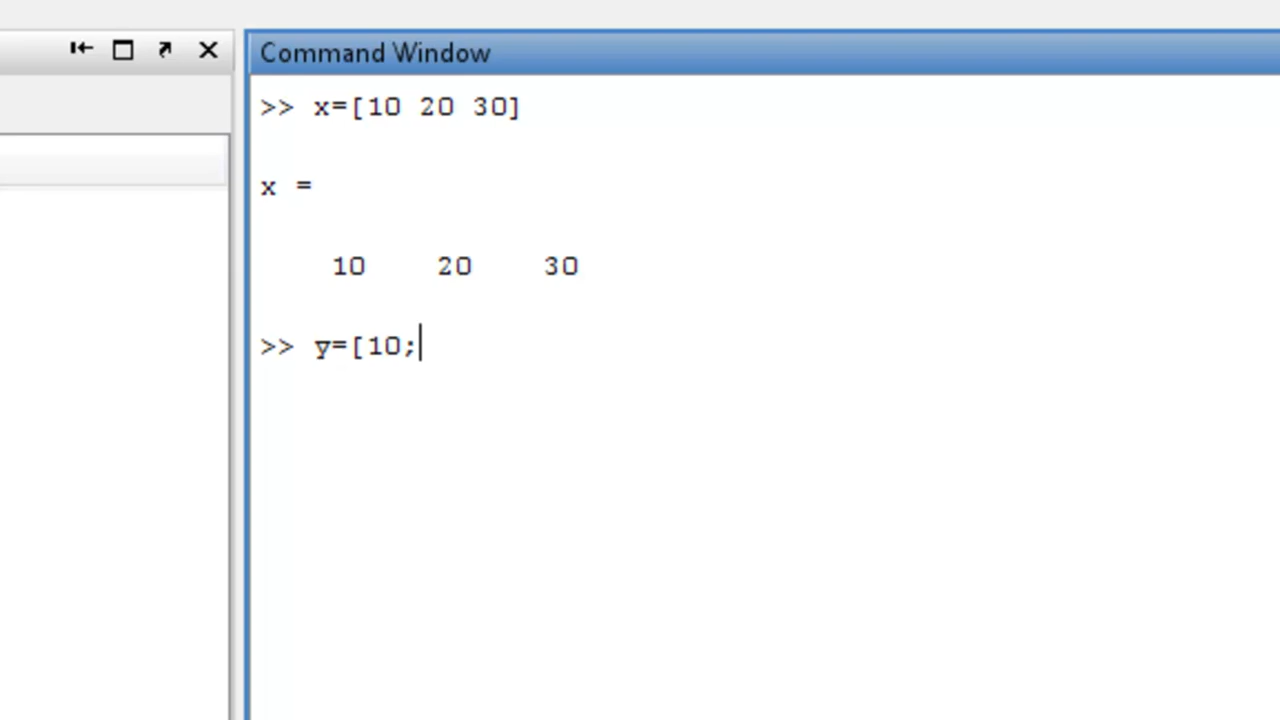 Command Window
>> x=[10 20 30]
x =
10 20 30
>> y=[10;